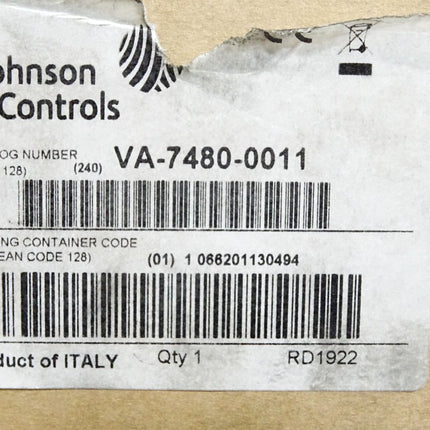 ohnson
Controls
OG NUMBER
128) (240) VA-7480-0011
NG CONTAINER CODE
EAN CODE 128) (01) 1 066201130494
duct of ITALY Qty 1 RD1922